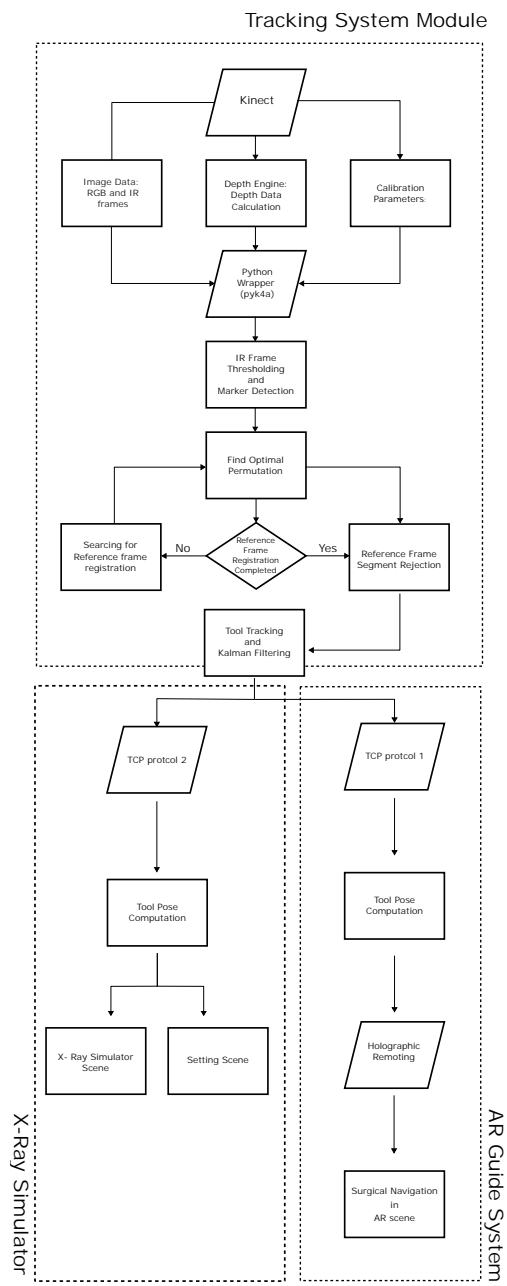 Tracking System Module
Kinect
Image Data:
RGB and IR
frames
Depth Engine:
Depth Data
Calculation
Calibration
Parameters:
Python
Wrapper
(pyk4a)
IR Frame
Thresholding
and
Marker Detection
Find Optimal
Permutation
Searcing for
Reference frame
registration
No
Reference
Frame
Registration
Completed
Yes
Reference Frame
Segment Rejection
Tool Tracking
and
Kalman Filtering
TCP protcol 2
TCP protcol 1
Tool Pose
Computation
Tool Pose
Computation
X- Ray Simulator
Scene
Setting Scene
Holographic
Remoting
Surgical Navigation
in
AR scene
X-Ray Simulator
AR Guide System